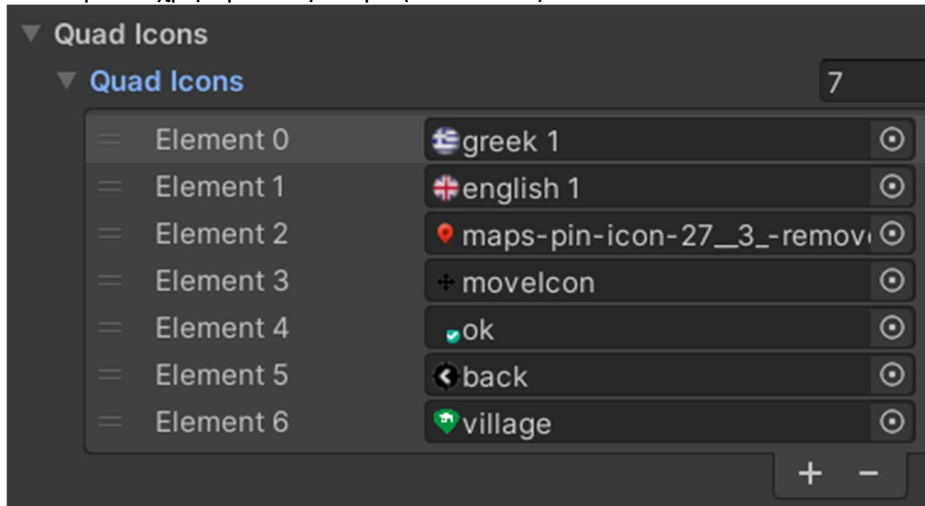 Quad Icons
Quad Icons 7
Element 0 greek 1
Element 1 english 1
Element 2 maps-pin-icon-27__3_-remov
Element 3 moveIcon
Element 4 ok
Element 5 back
Element 6 village
+ -